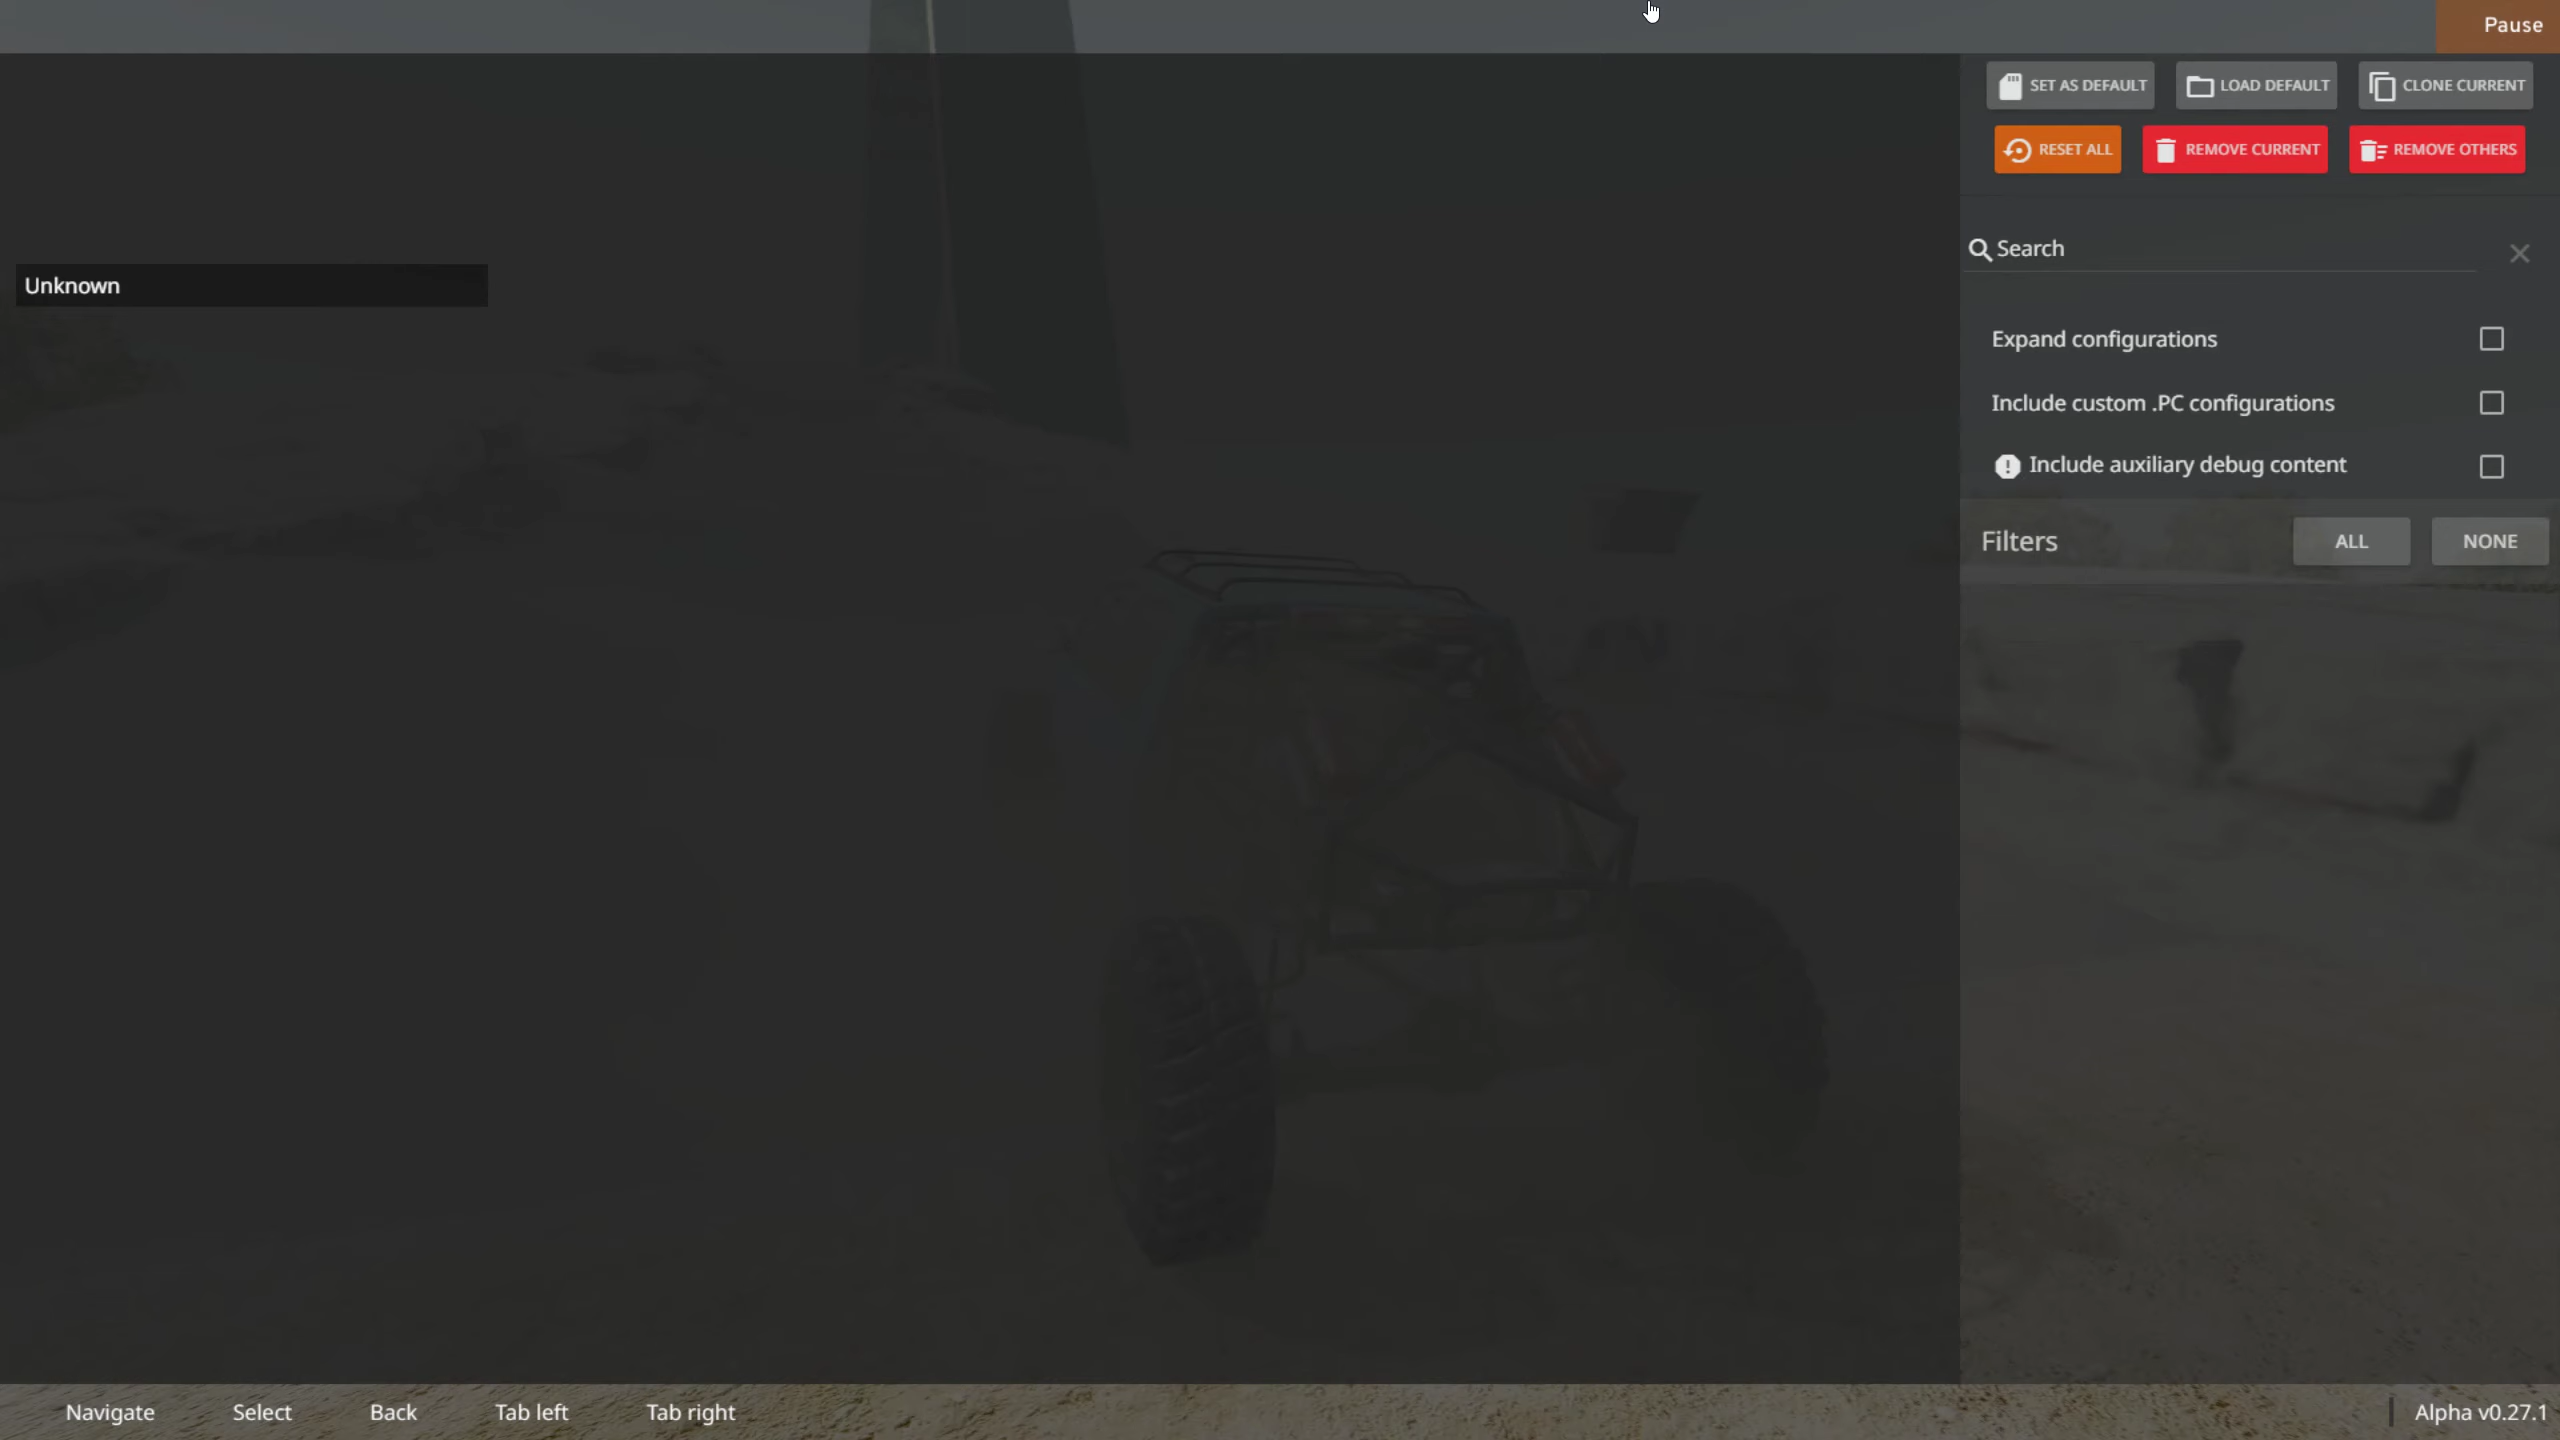 Pause
SET AS DEFAULT
LOAD DEFAULT
CLONE CURRENT
RESET ALL
REMOVE CURRENT
REMOVE OTHERS
Search
Unknown
Expand configurations
Include custom .PC configurations
Include auxiliary debug content
Filters
ALL
NONE
Navigate
Select
Back
Tab left
Tab right
Alpha v0.27.1